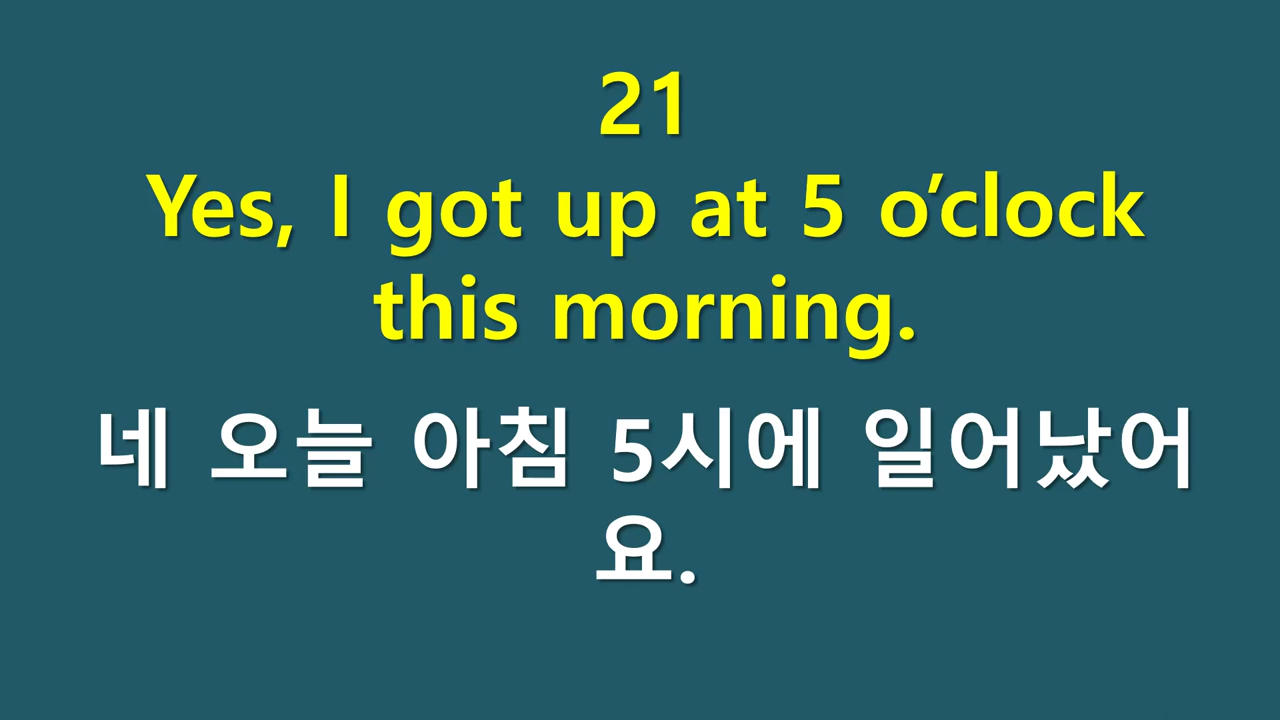 21
Yes, I got up at 5 o’clock
this morning.
네 오늘 아침 5시에 일어났어
요.